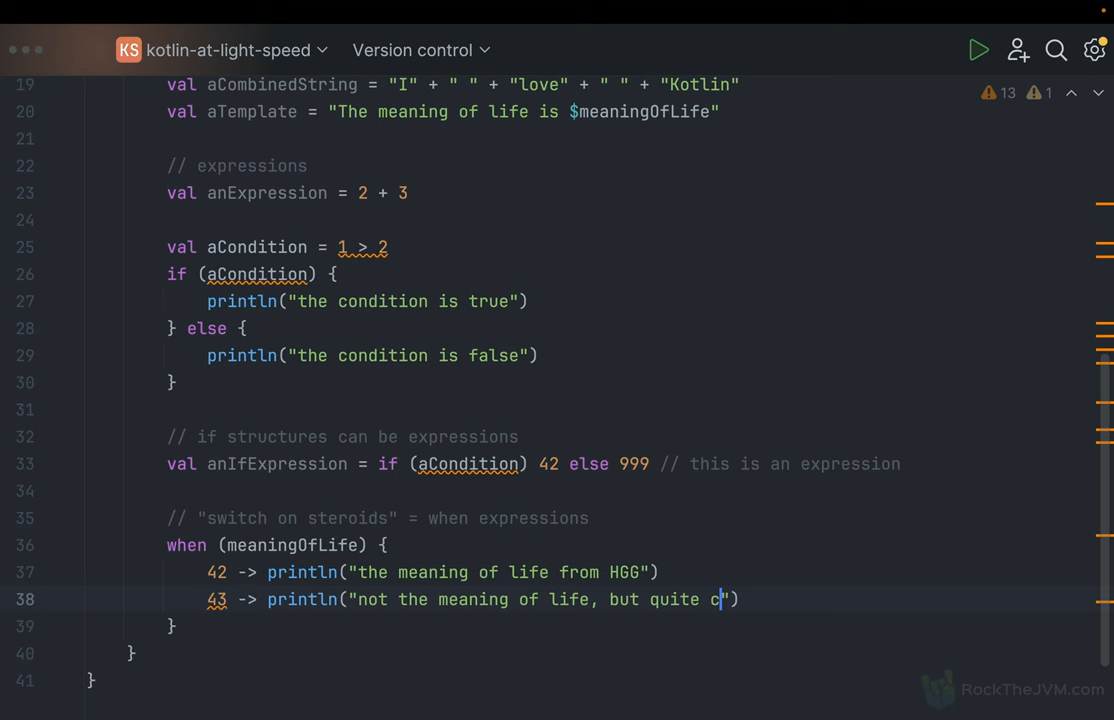 KS kotlin-at-light-speed Version control
19 val aCombinedString = "I" + " " + "love" + " " + "Kotlin"
13 1
20 val aTemplate = "The meaning of life is $meaningOfLife"
21
22 // expressions
23 val anExpression = 2 + 3
24
25 val aCondition = 1 > 2
26 if (aCondition) {
27 println("the condition is true")
28 } else {
29 println("the condition is false")
30 }
31
32 // if structures can be expressions
33 val anIfExpression = if (aCondition) 42 else 999 // this is an expression
34
35 // "switch on steroids" = when expressions
36 when (meaningOfLife) {
37 42 -> println("the meaning of life from HGG")
38 43 -> println("not the meaning of life, but quite c")
39 }
40 }
41 }
RockTheJVM.com